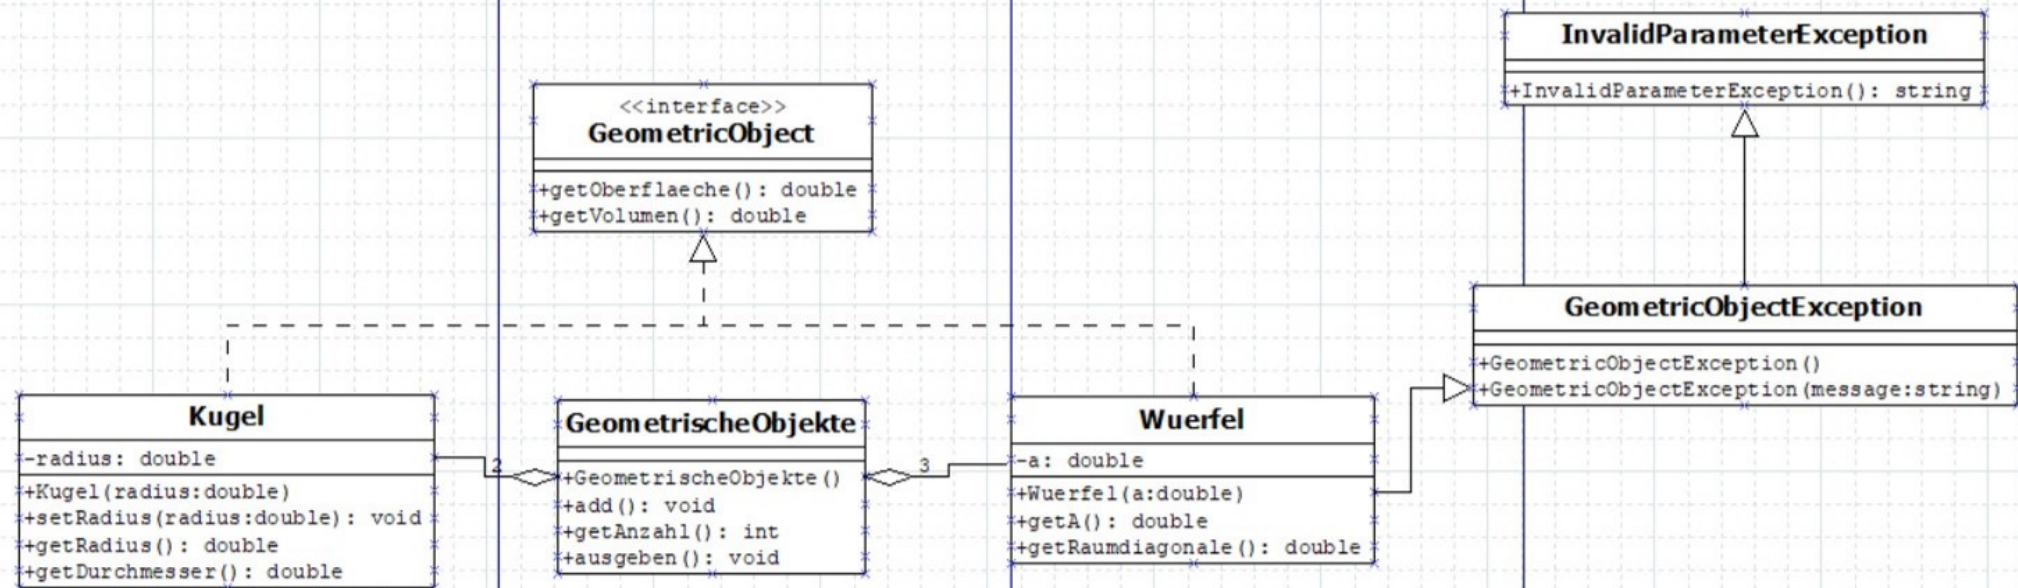 InvalidParameterException
+InvalidParameterException(): string
<<interface>>
GeometricObject
+getOberflaeche(): double
+getVolumen(): double
GeometricObjectException
+GeometricObjectException()
+GeometricObjectException(message:string)
Kugel
-radius: double
+Kugel(radius:double)
+setRadius(radius:double): void
+getRadius(): double
+getDurchmesser(): double
2
GeometrischeObjekte
+GeometrischeObjekte()
+add(): void
+getAnzahl(): int
+ausgeben(): void
3
Wuerfel
-a: double
+Wuerfel(a:double)
+getA(): double
+getRaumdiagonale(): double